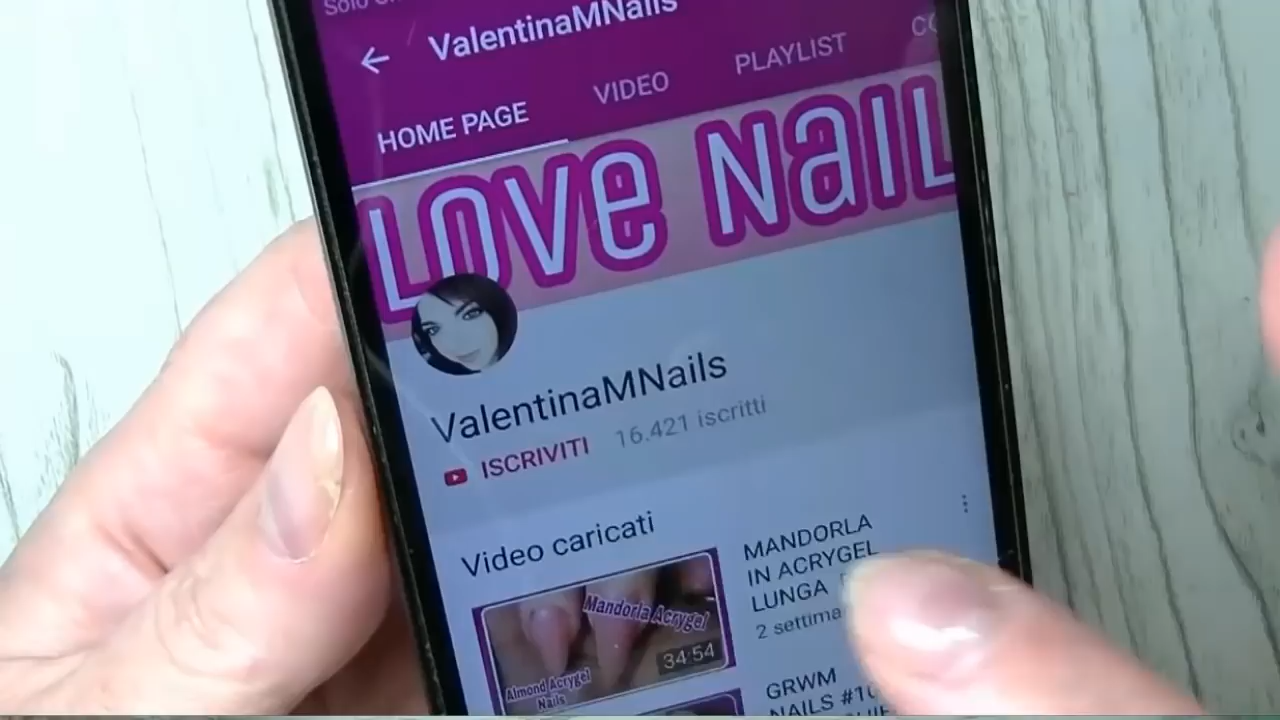 ValentinaMNails
HOME PAGE VIDEO PLAYLIST
LOVE NAIL
ValentinaMNails
ISCRIVITI 16.421 iscritti
Video caricati
MANDORLA
IN ACRYGEL
LUNGA
2 settima
Mandorla Acrygel
34:54
Almond Acrygel
Nails
GRWM
NAILS